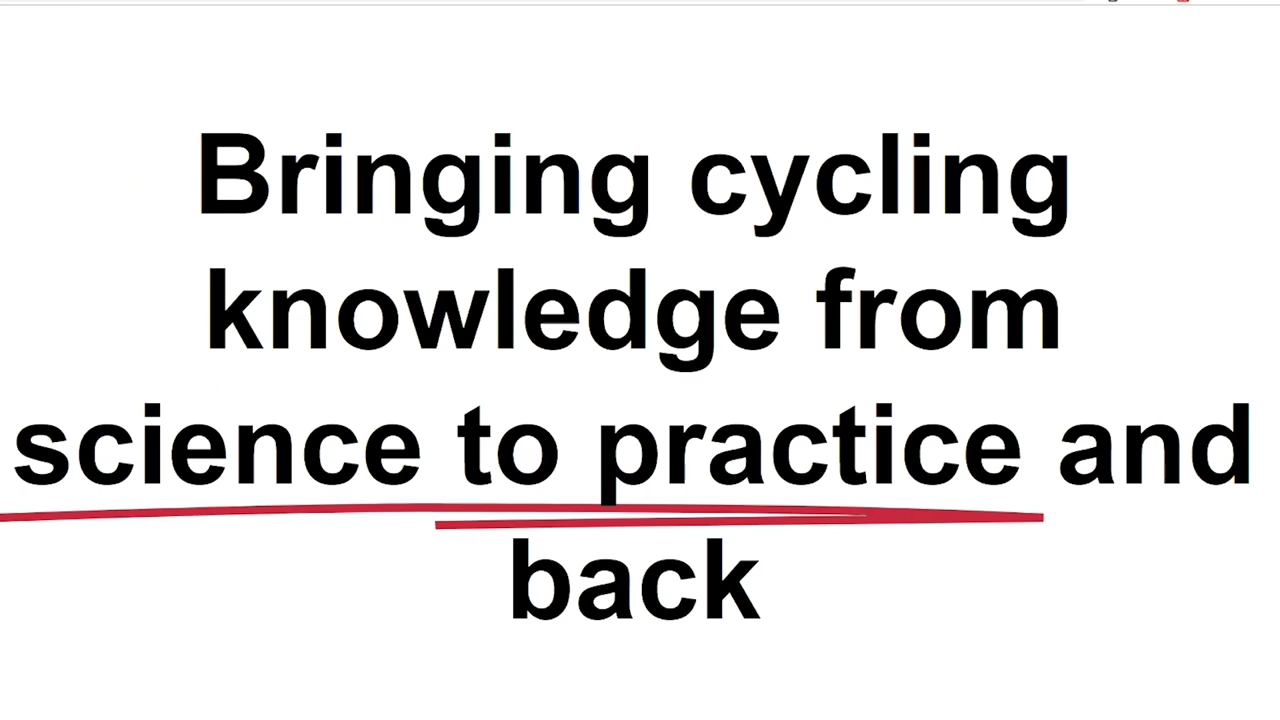 Bringing cycling
knowledge from
science to practice and
back